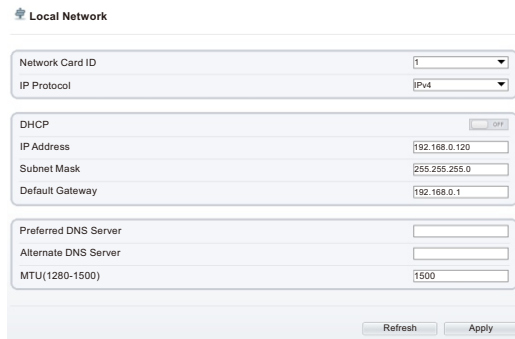 Local Network
Network Card ID 1
IP Protocol IPv4
DHCP OFF
IP Address 192.168.0.120
Subnet Mask 255.255.255.0
Default Gateway 192.168.0.1
Preferred DNS Server
Alternate DNS Server
MTU(1280-1500) 1500
Refresh Apply